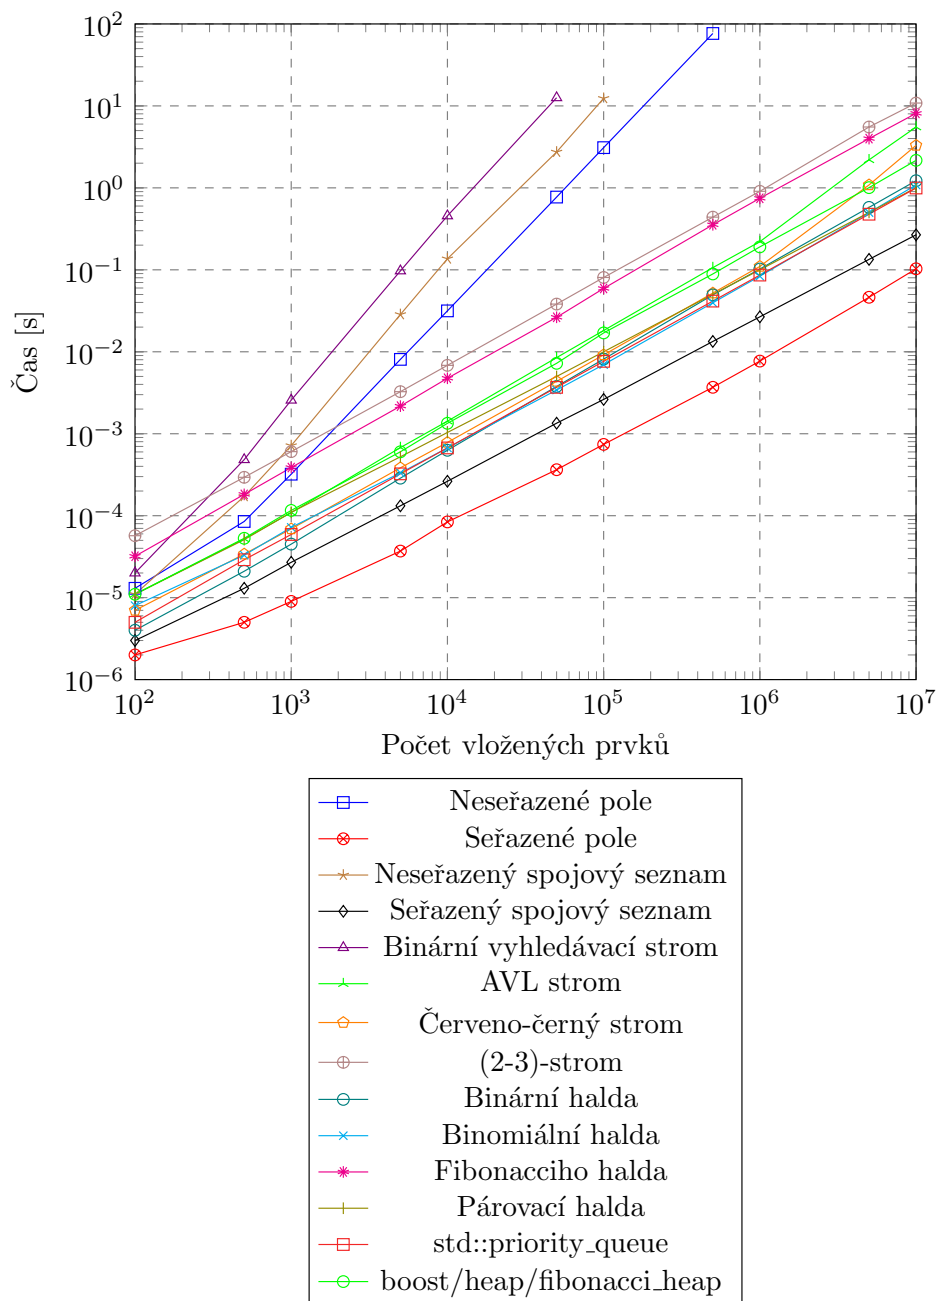 10^2
10^1
10^0
10^-1
10^-2
10^-3
10^-4
10^-5
10^-6
Čas [s]
10^2 10^3 10^4 10^5 10^6 10^7
Počet vložených prvků
Neseřazené pole
Seřazené pole
Neseřazený spojový seznam
Seřazený spojový seznam
Binární vyhledávací strom
AVL strom
Červeno-černý strom
(2-3)-strom
Binární halda
Binomiální halda
Fibonacciho halda
Párovací halda
std::priority_queue
boost/heap/fibonacci_heap